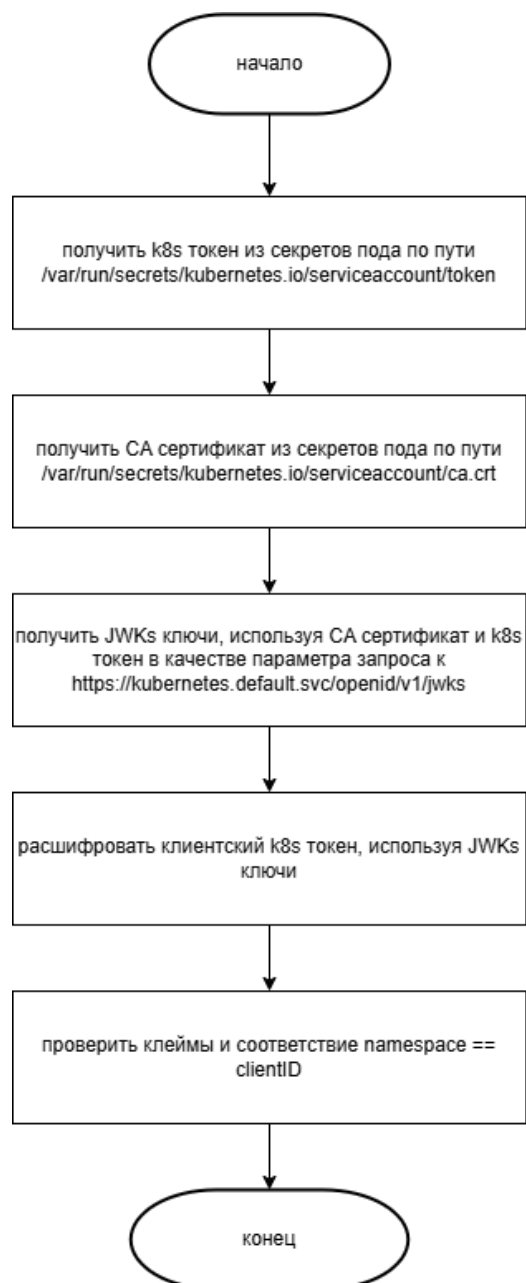 начало
получить k8s токен из секретов пода по пути
/var/run/secrets/kubernetes.io/serviceaccount/token
получить CA сертификат из секретов пода по пути
/var/run/secrets/kubernetes.io/serviceaccount/ca.crt
получить JWKs ключи, используя CA сертификат и k8s
токен в качестве параметра запроса к
https://kubernetes.default.svc/openid/v1/jwks
расшифровать клиентский k8s токен, используя JWKs
ключи
проверить клеймы и соответствие namespace ==
clientID
конец